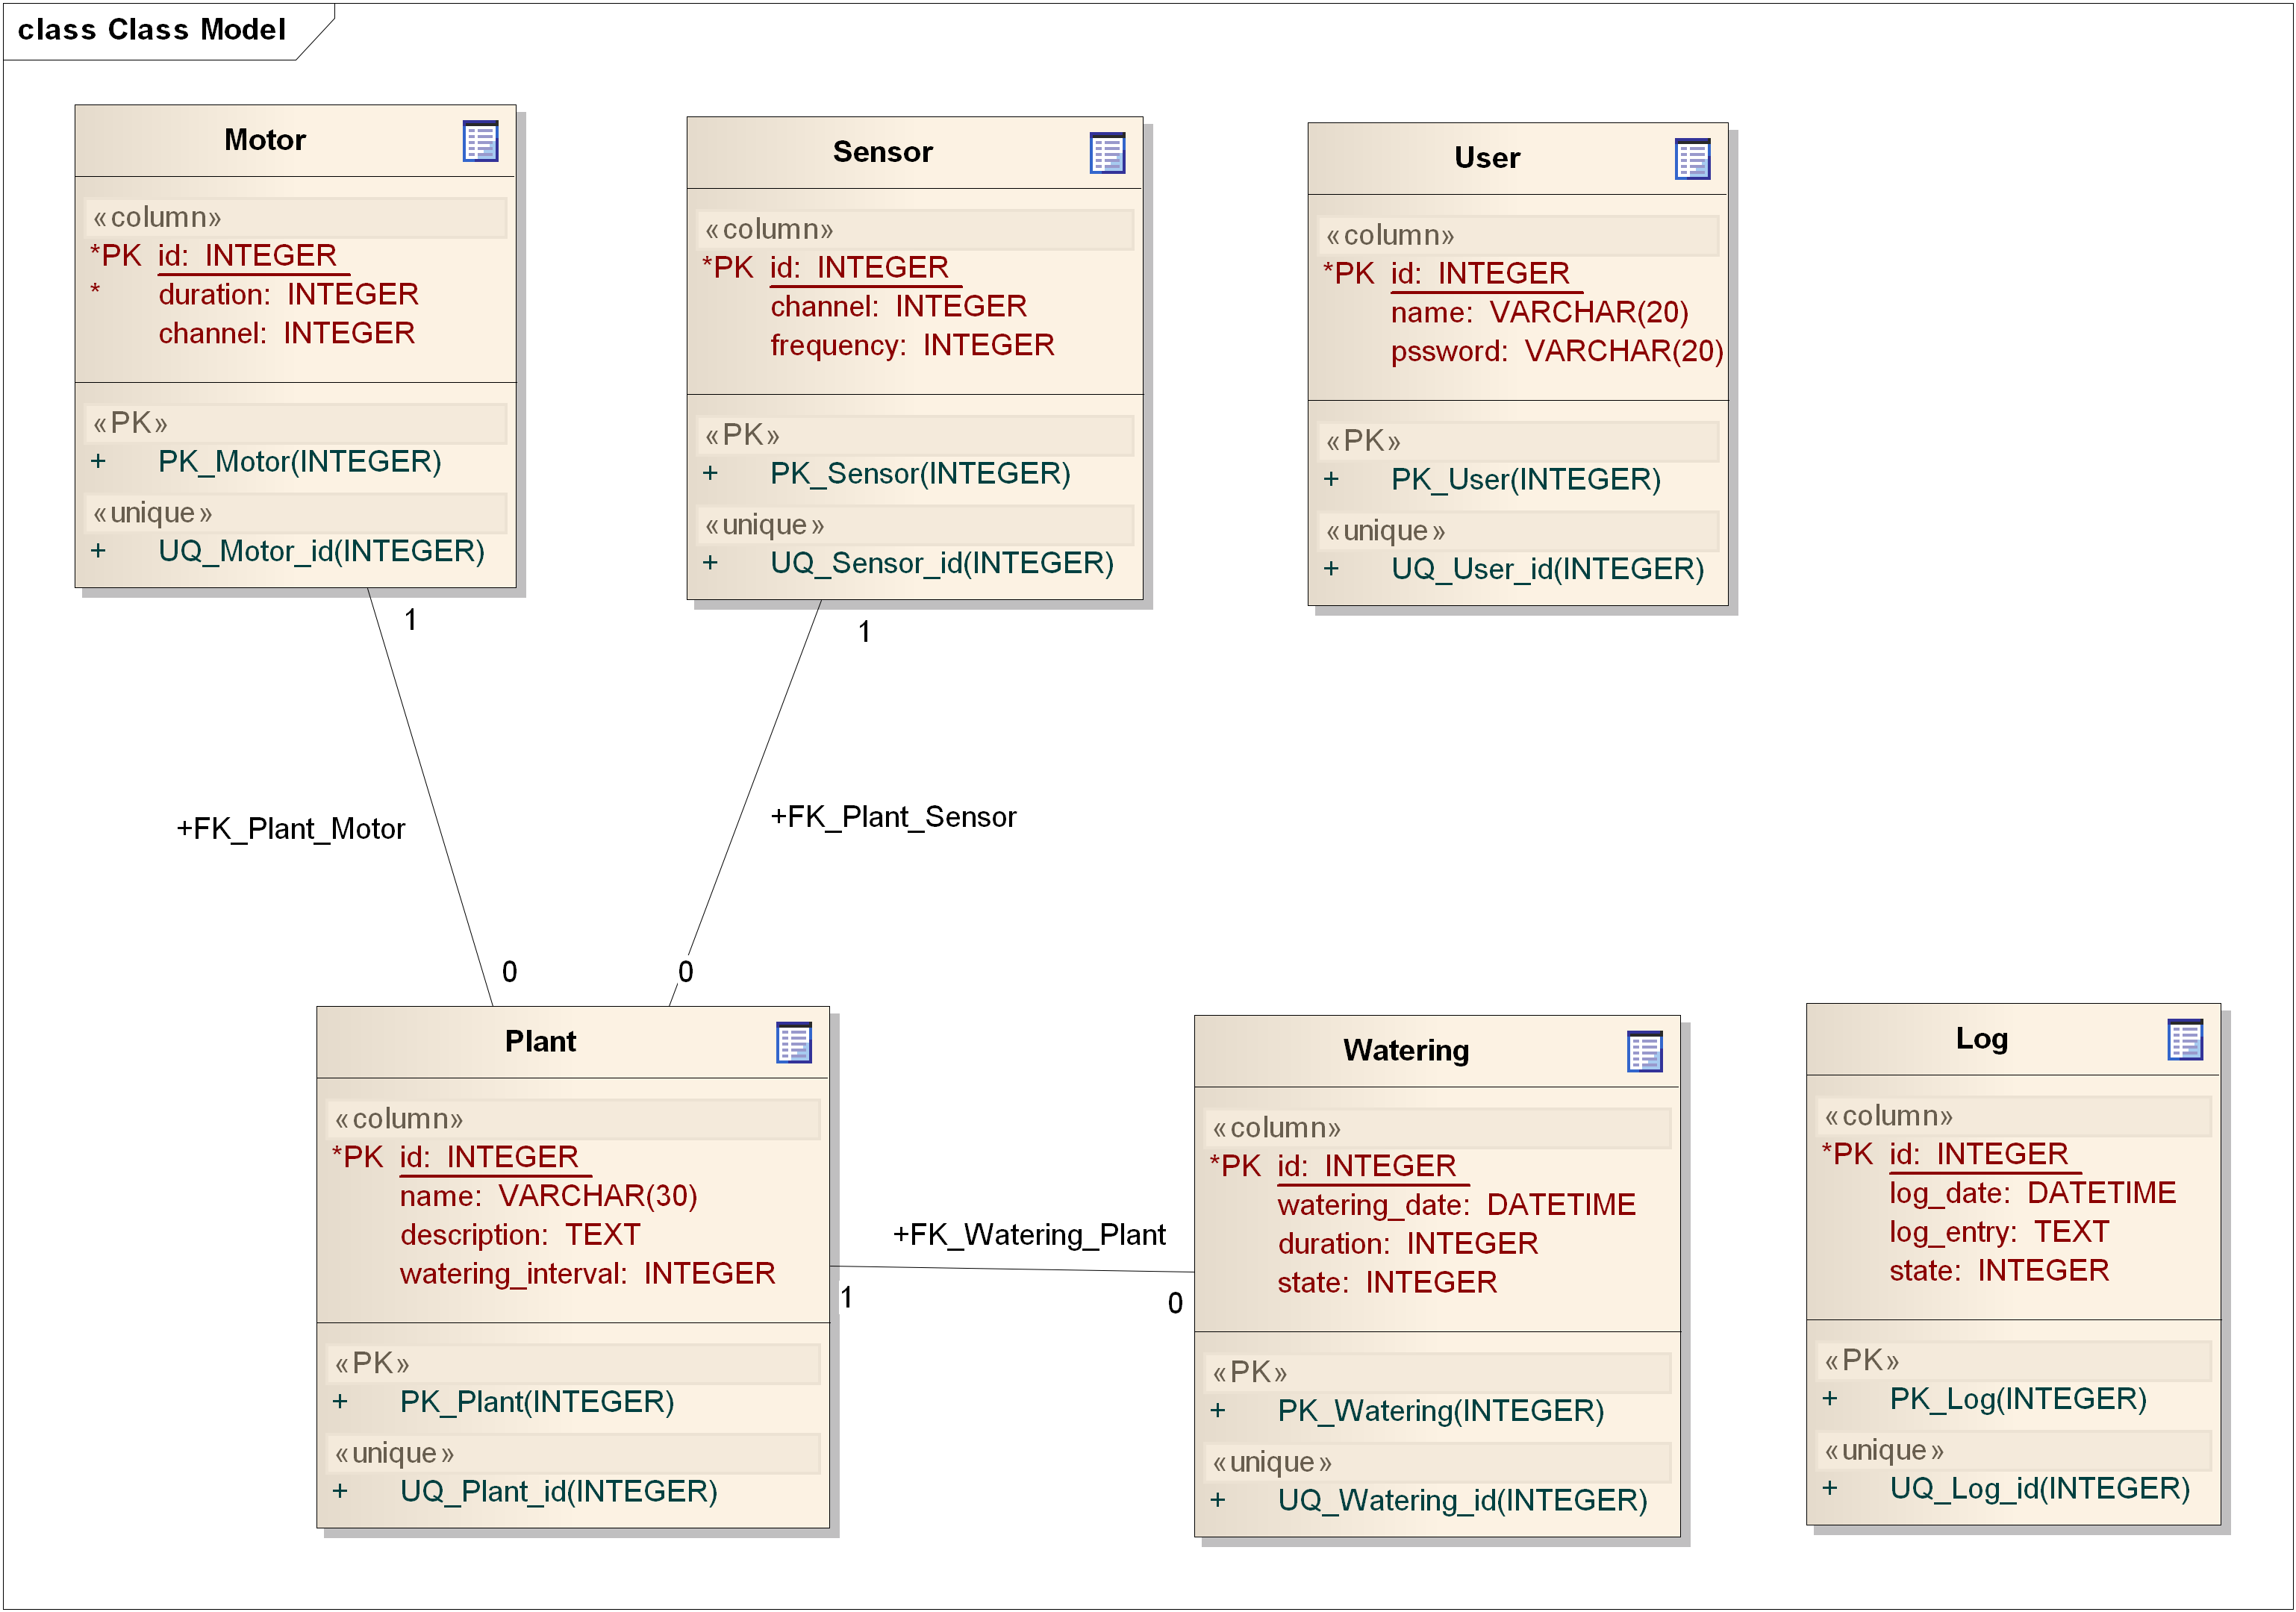 class Class Model
Motor
«column»
*PK id: INTEGER
* duration: INTEGER
channel: INTEGER
«PK»
+ PK_Motor(INTEGER)
«unique»
+ UQ_Motor_id(INTEGER)
Sensor
«column»
*PK id: INTEGER
channel: INTEGER
frequency: INTEGER
«PK»
+ PK_Sensor(INTEGER)
«unique»
+ UQ_Sensor_id(INTEGER)
User
«column»
*PK id: INTEGER
name: VARCHAR(20)
pssword: VARCHAR(20)
«PK»
+ PK_User(INTEGER)
«unique»
+ UQ_User_id(INTEGER)
1
1
+FK_Plant_Motor
+FK_Plant_Sensor
0
0
Plant
«column»
*PK id: INTEGER
name: VARCHAR(30)
description: TEXT
watering_interval: INTEGER
«PK»
+ PK_Plant(INTEGER)
«unique»
+ UQ_Plant_id(INTEGER)
+FK_Watering_Plant
1
0
Watering
«column»
*PK id: INTEGER
watering_date: DATETIME
duration: INTEGER
state: INTEGER
«PK»
+ PK_Watering(INTEGER)
«unique»
+ UQ_Watering_id(INTEGER)
Log
«column»
*PK id: INTEGER
log_date: DATETIME
log_entry: TEXT
state: INTEGER
«PK»
+ PK_Log(INTEGER)
«unique»
+ UQ_Log_id(INTEGER)